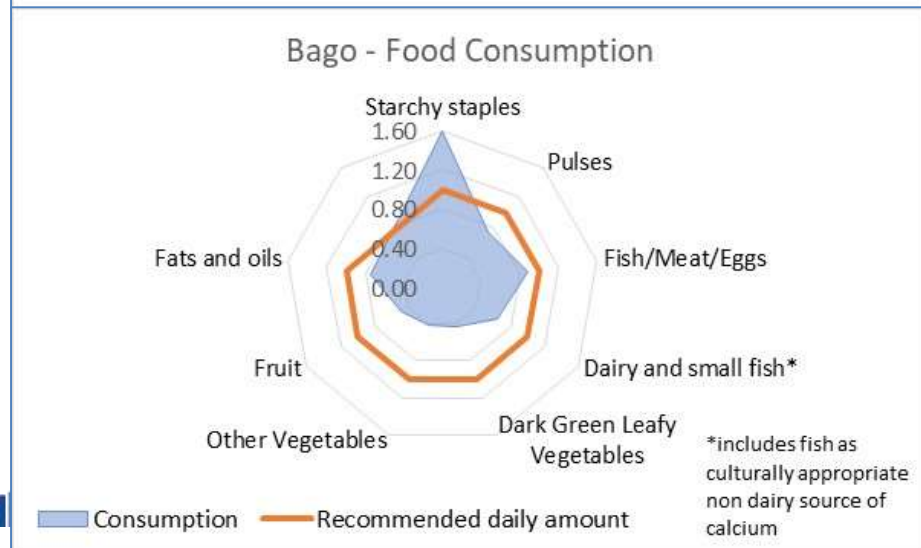 Bago - Food Consumption
Starchy staples
1.60
1.20
0.80
0.40
0.00
Pulses
Fish/Meat/Eggs
Dairy and small fish*
Dark Green Leafy
Vegetables
Other Vegetables
Fruit
Fats and oils
*includes fish as
culturally appropriate
non dairy source of
calcium
Consumption
Recommended daily amount